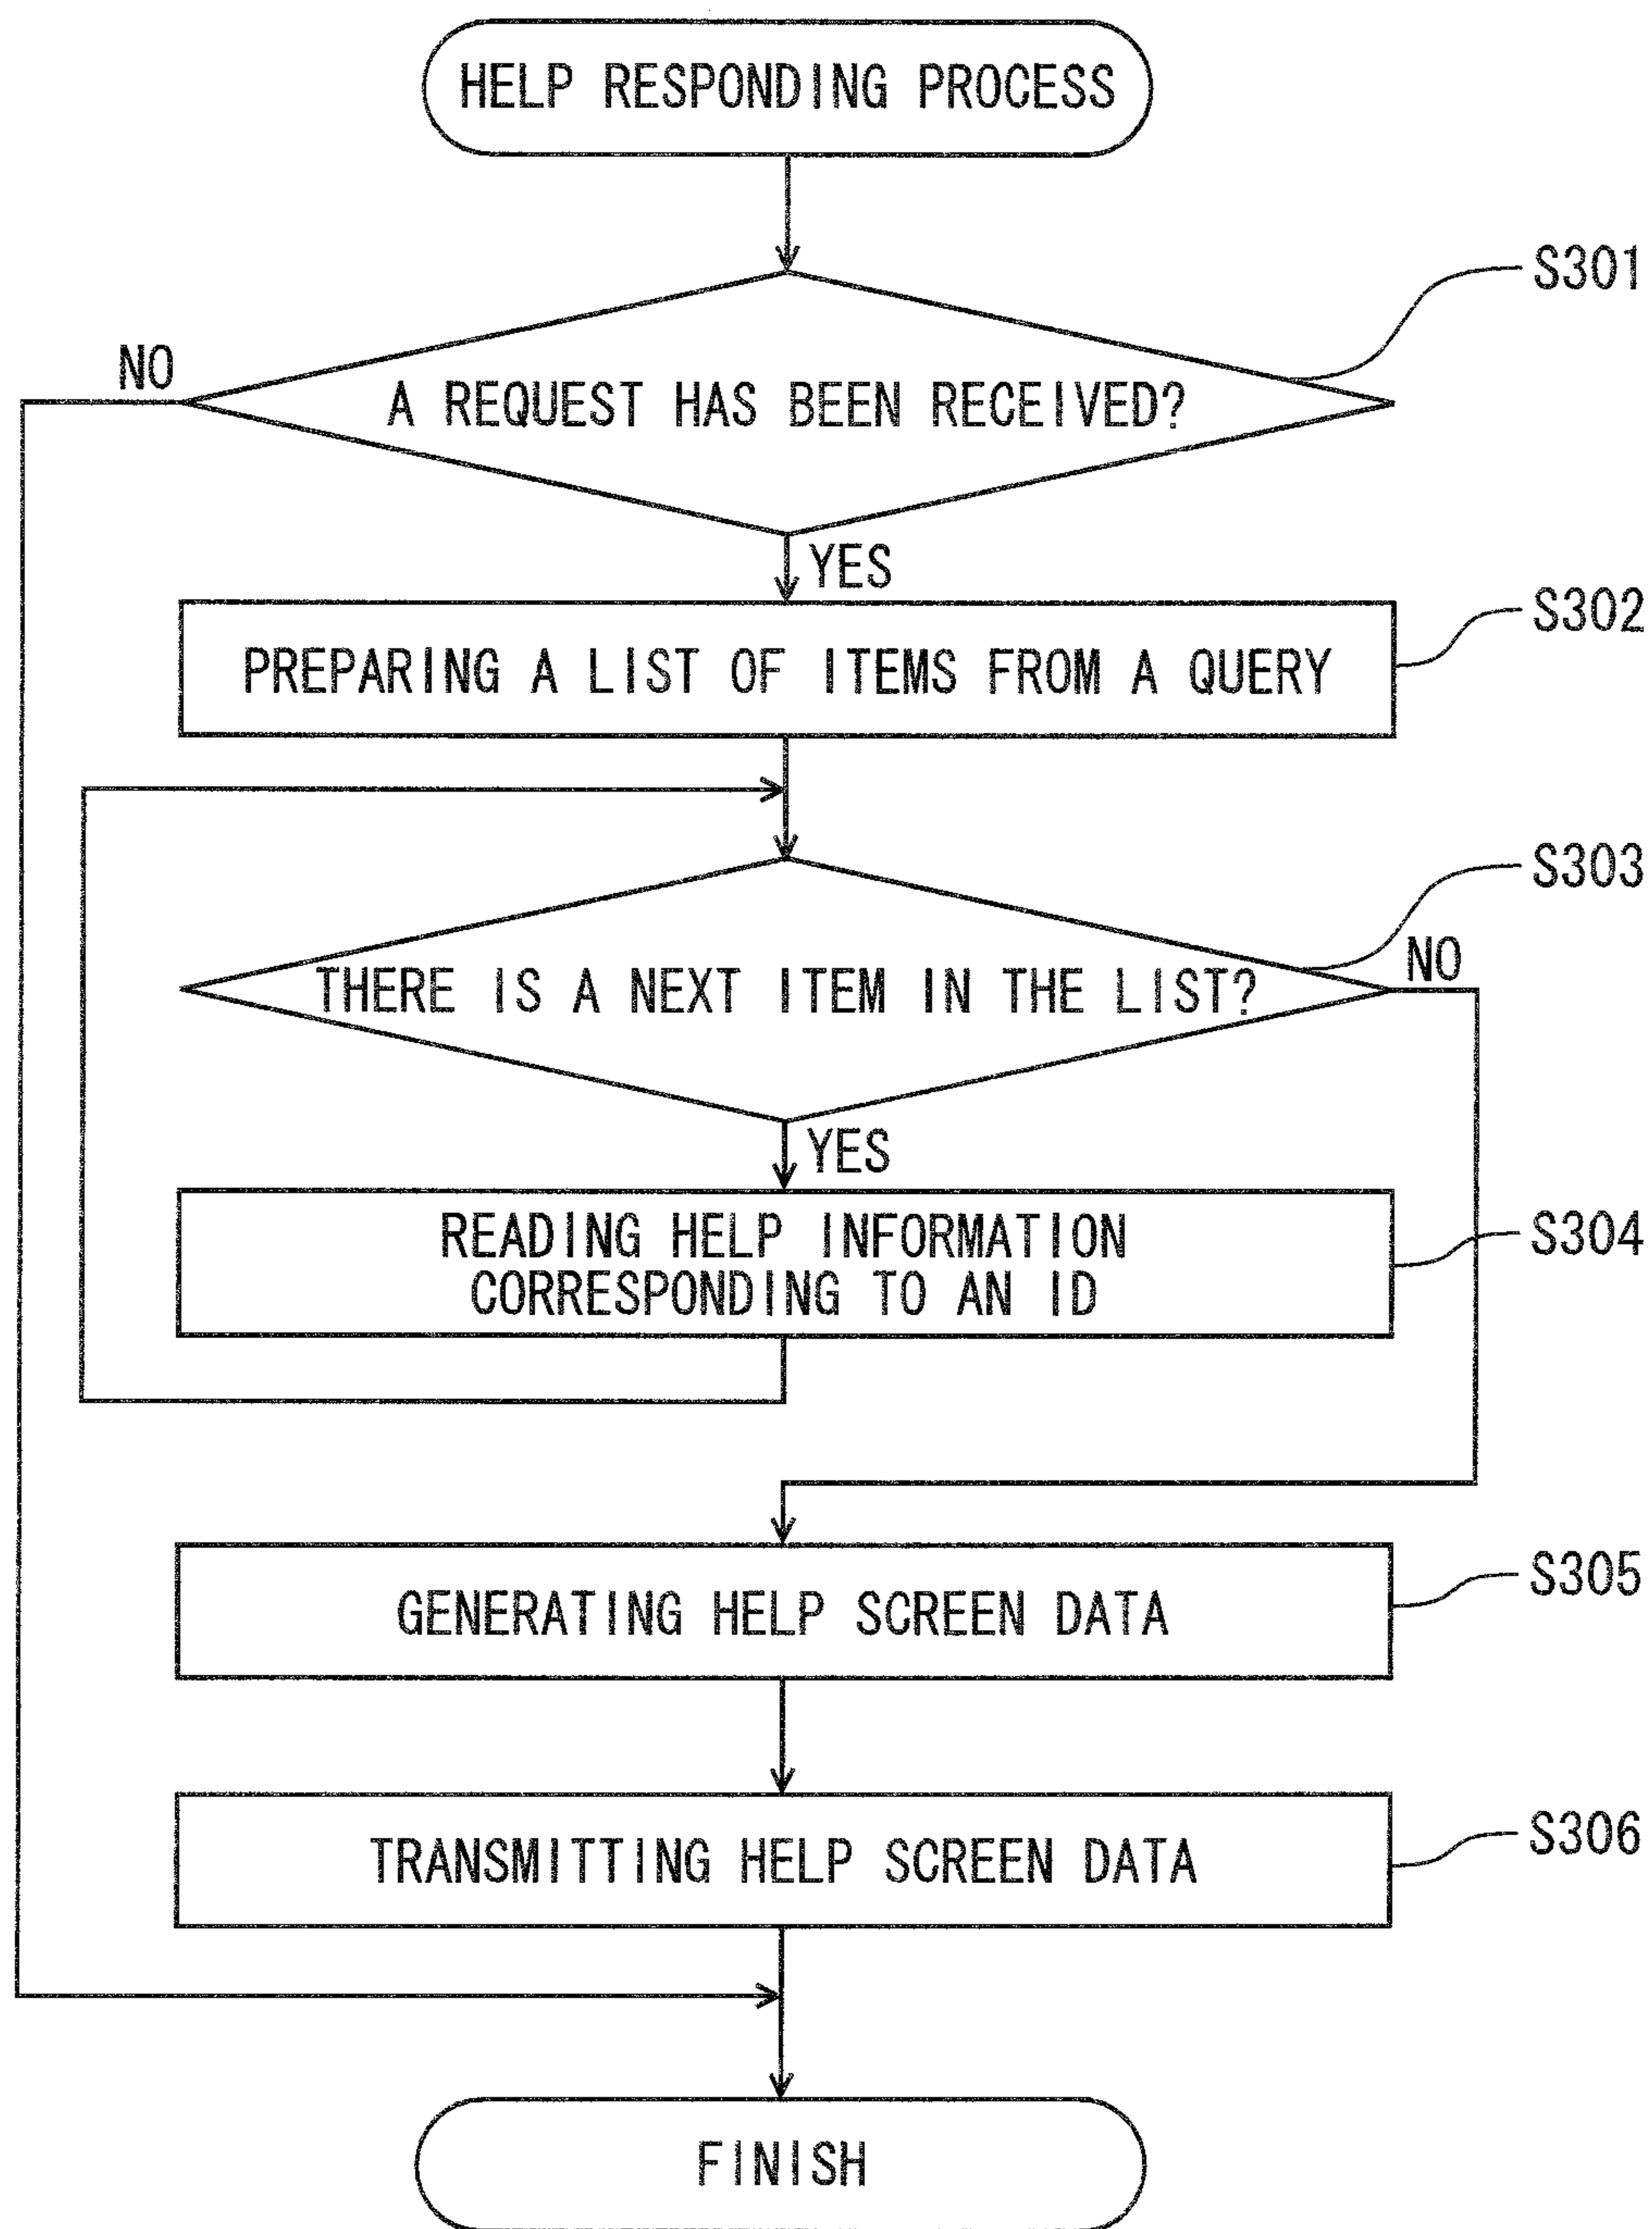 HELP RESPONDING PROCESS
S301
NO
A REQUEST HAS BEEN RECEIVED?
YES
S302
PREPARING A LIST OF ITEMS FROM A QUERY
S303
NO
THERE IS A NEXT ITEM IN THE LIST?
YES
S304
READING HELP INFORMATION
CORRESPONDING TO AN ID
S305
GENERATING HELP SCREEN DATA
S306
TRANSMITTING HELP SCREEN DATA
FINISH